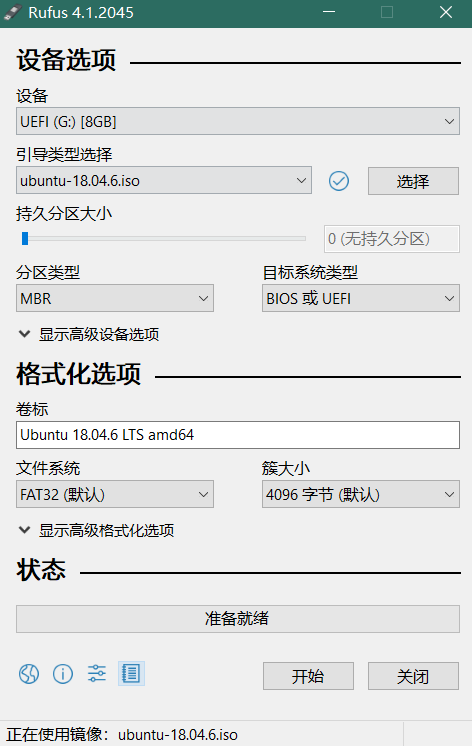 Rufus 4.1.2045
设备选项
设备
UEFI (G:) [8GB]
引导类型选择
ubuntu-18.04.6.iso
选择
持久分区大小
0 (无持久分区)
分区类型
目标系统类型
MBR
BIOS 或 UEFI
显示高级设备选项
格式化选项
卷标
Ubuntu 18.04.6 LTS amd64
文件系统
簇大小
FAT32 (默认)
4096 字节 (默认)
显示高级格式化选项
状态
准备就绪
开始
关闭
正在使用镜像：ubuntu-18.04.6.iso